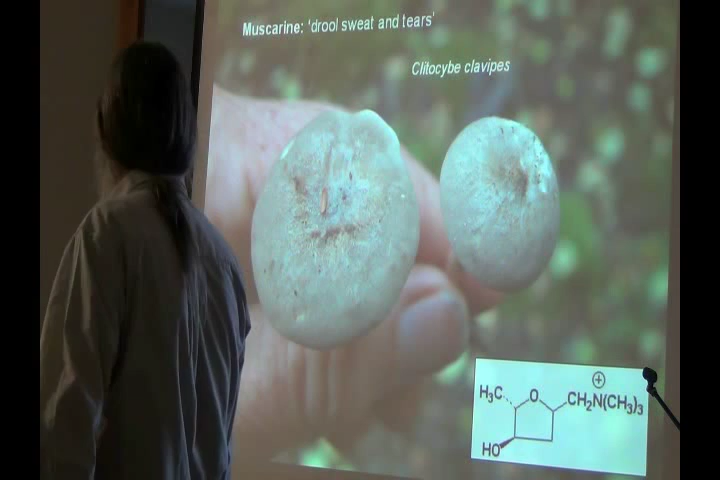 Muscarine: 'drool sweat and tears'
Clitocybe clavipes
H₃C
O
CH₂N(CH₃)₃
+
HO